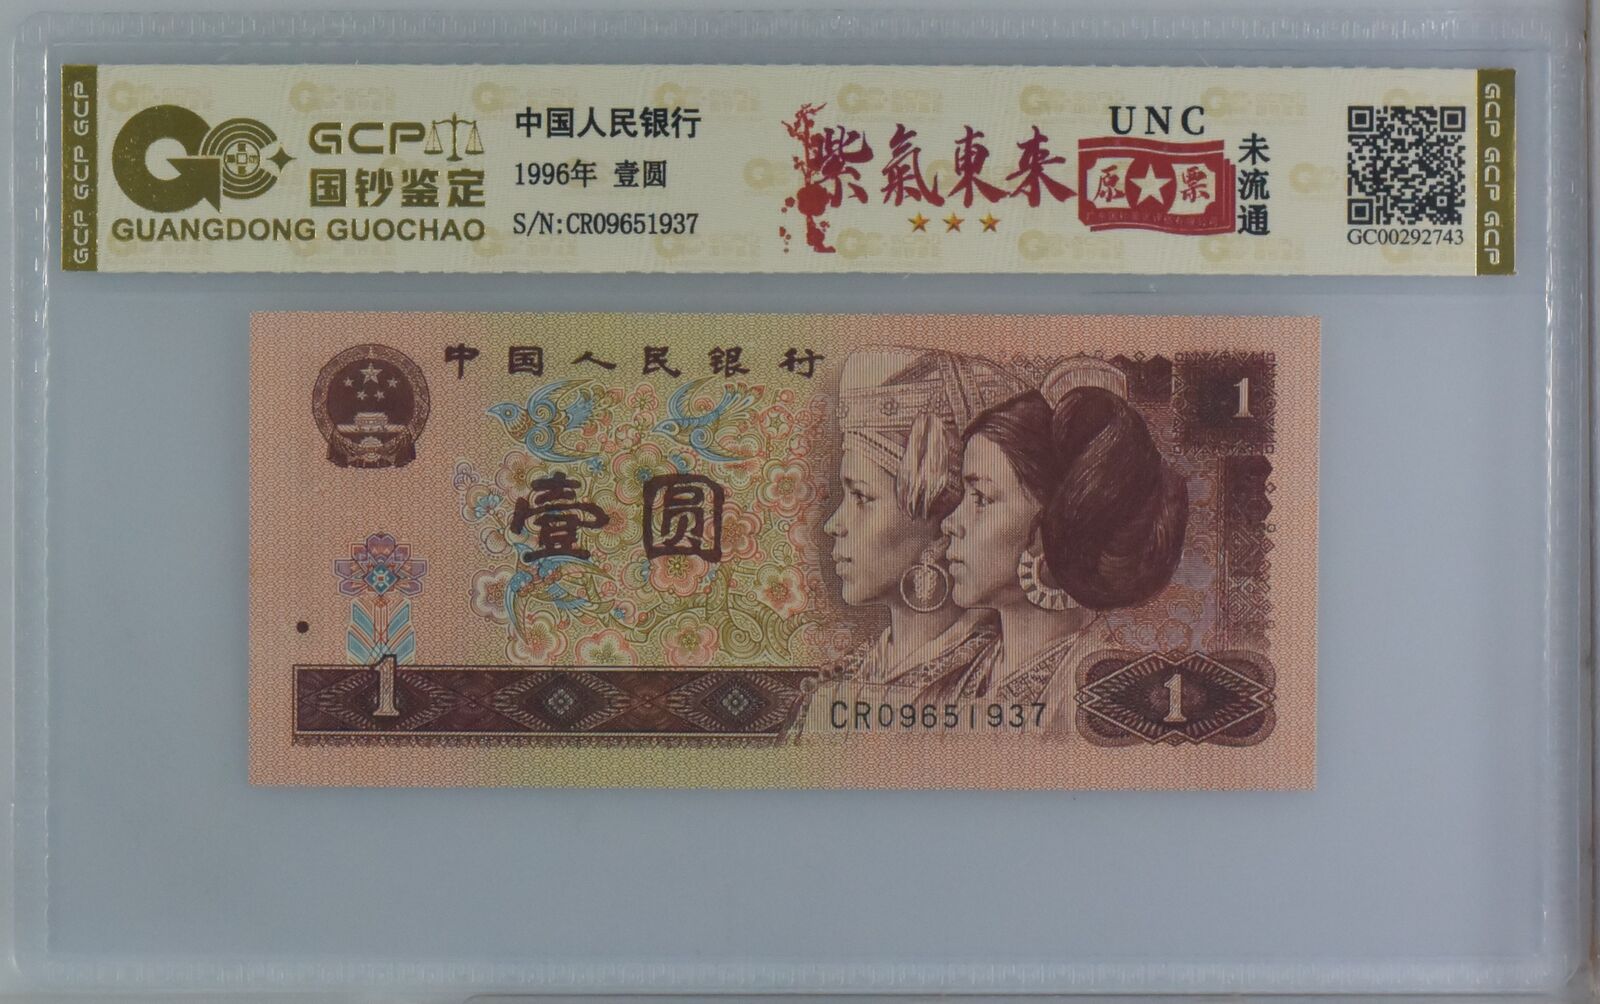 GCP GCP GCP
GCP
国钞鉴定
GUANGDONG GUOCHAO
中国人民银行
1996年 壹圆
S/N:CR09651937
紫氣東来
UNC
原票
未流通
GC00292743
GCP GCP GCP
中国人民银行
1
壹圆
1
CR09651937
1